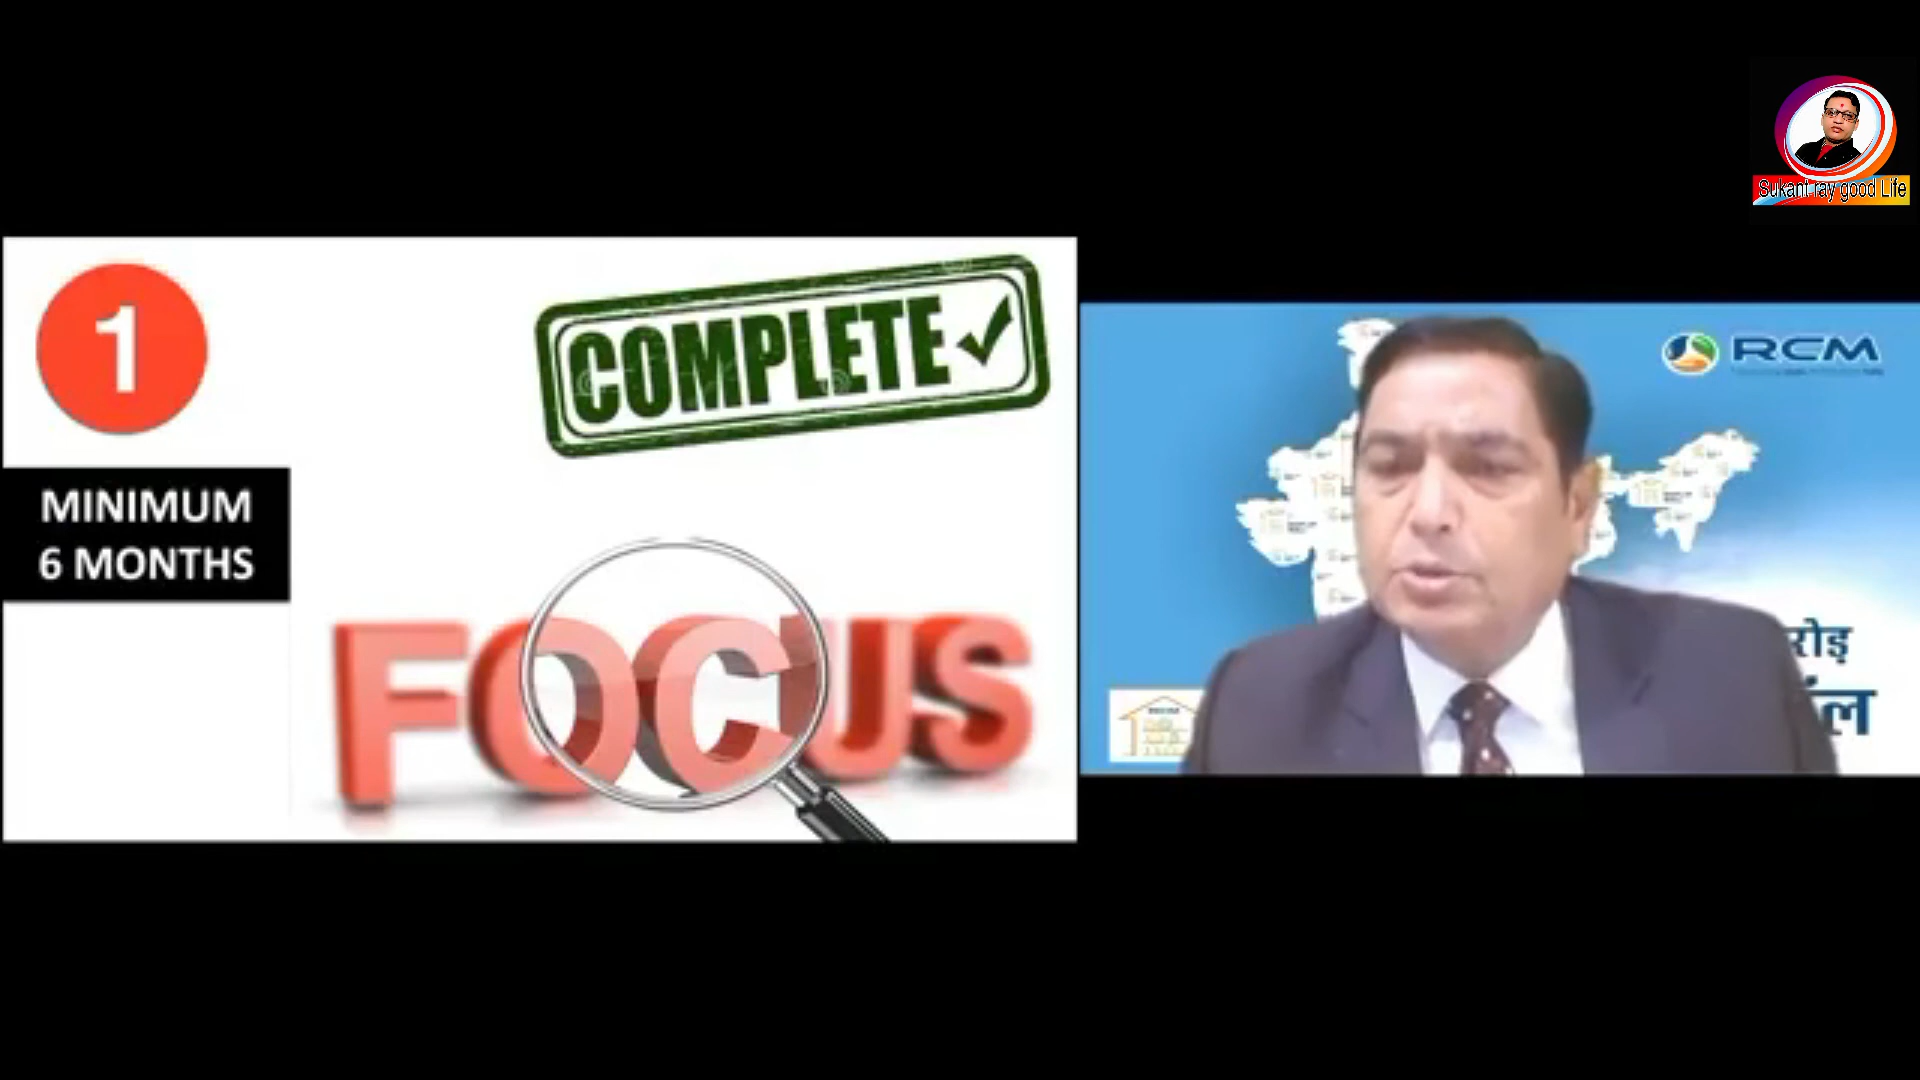 Sukant ray good Life
1
COMPLETE
MINIMUM
6 MONTHS
FOCUS
RCM
रोड़
ॉल